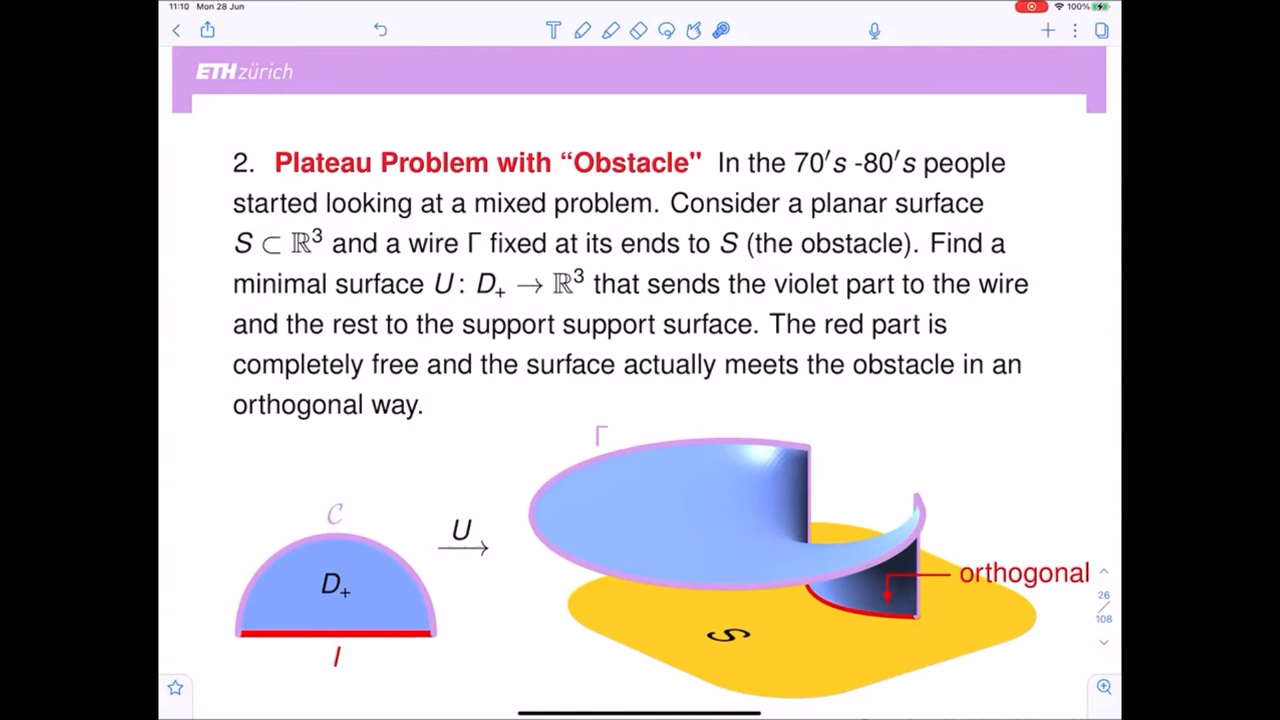 11:10 Mon 28 Jun
100%
ETH zürich
2. Plateau Problem with “Obstacle" In the 70′s -80′s people
started looking at a mixed problem. Consider a planar surface
S ⊂ ℝ³ and a wire Γ fixed at its ends to S (the obstacle). Find a
minimal surface U: D₊ → ℝ³ that sends the violet part to the wire
and the rest to the support support surface. The red part is
completely free and the surface actually meets the obstacle in an
orthogonal way.
Γ
C
U
D₊
orthogonal
26
/
108
S
I